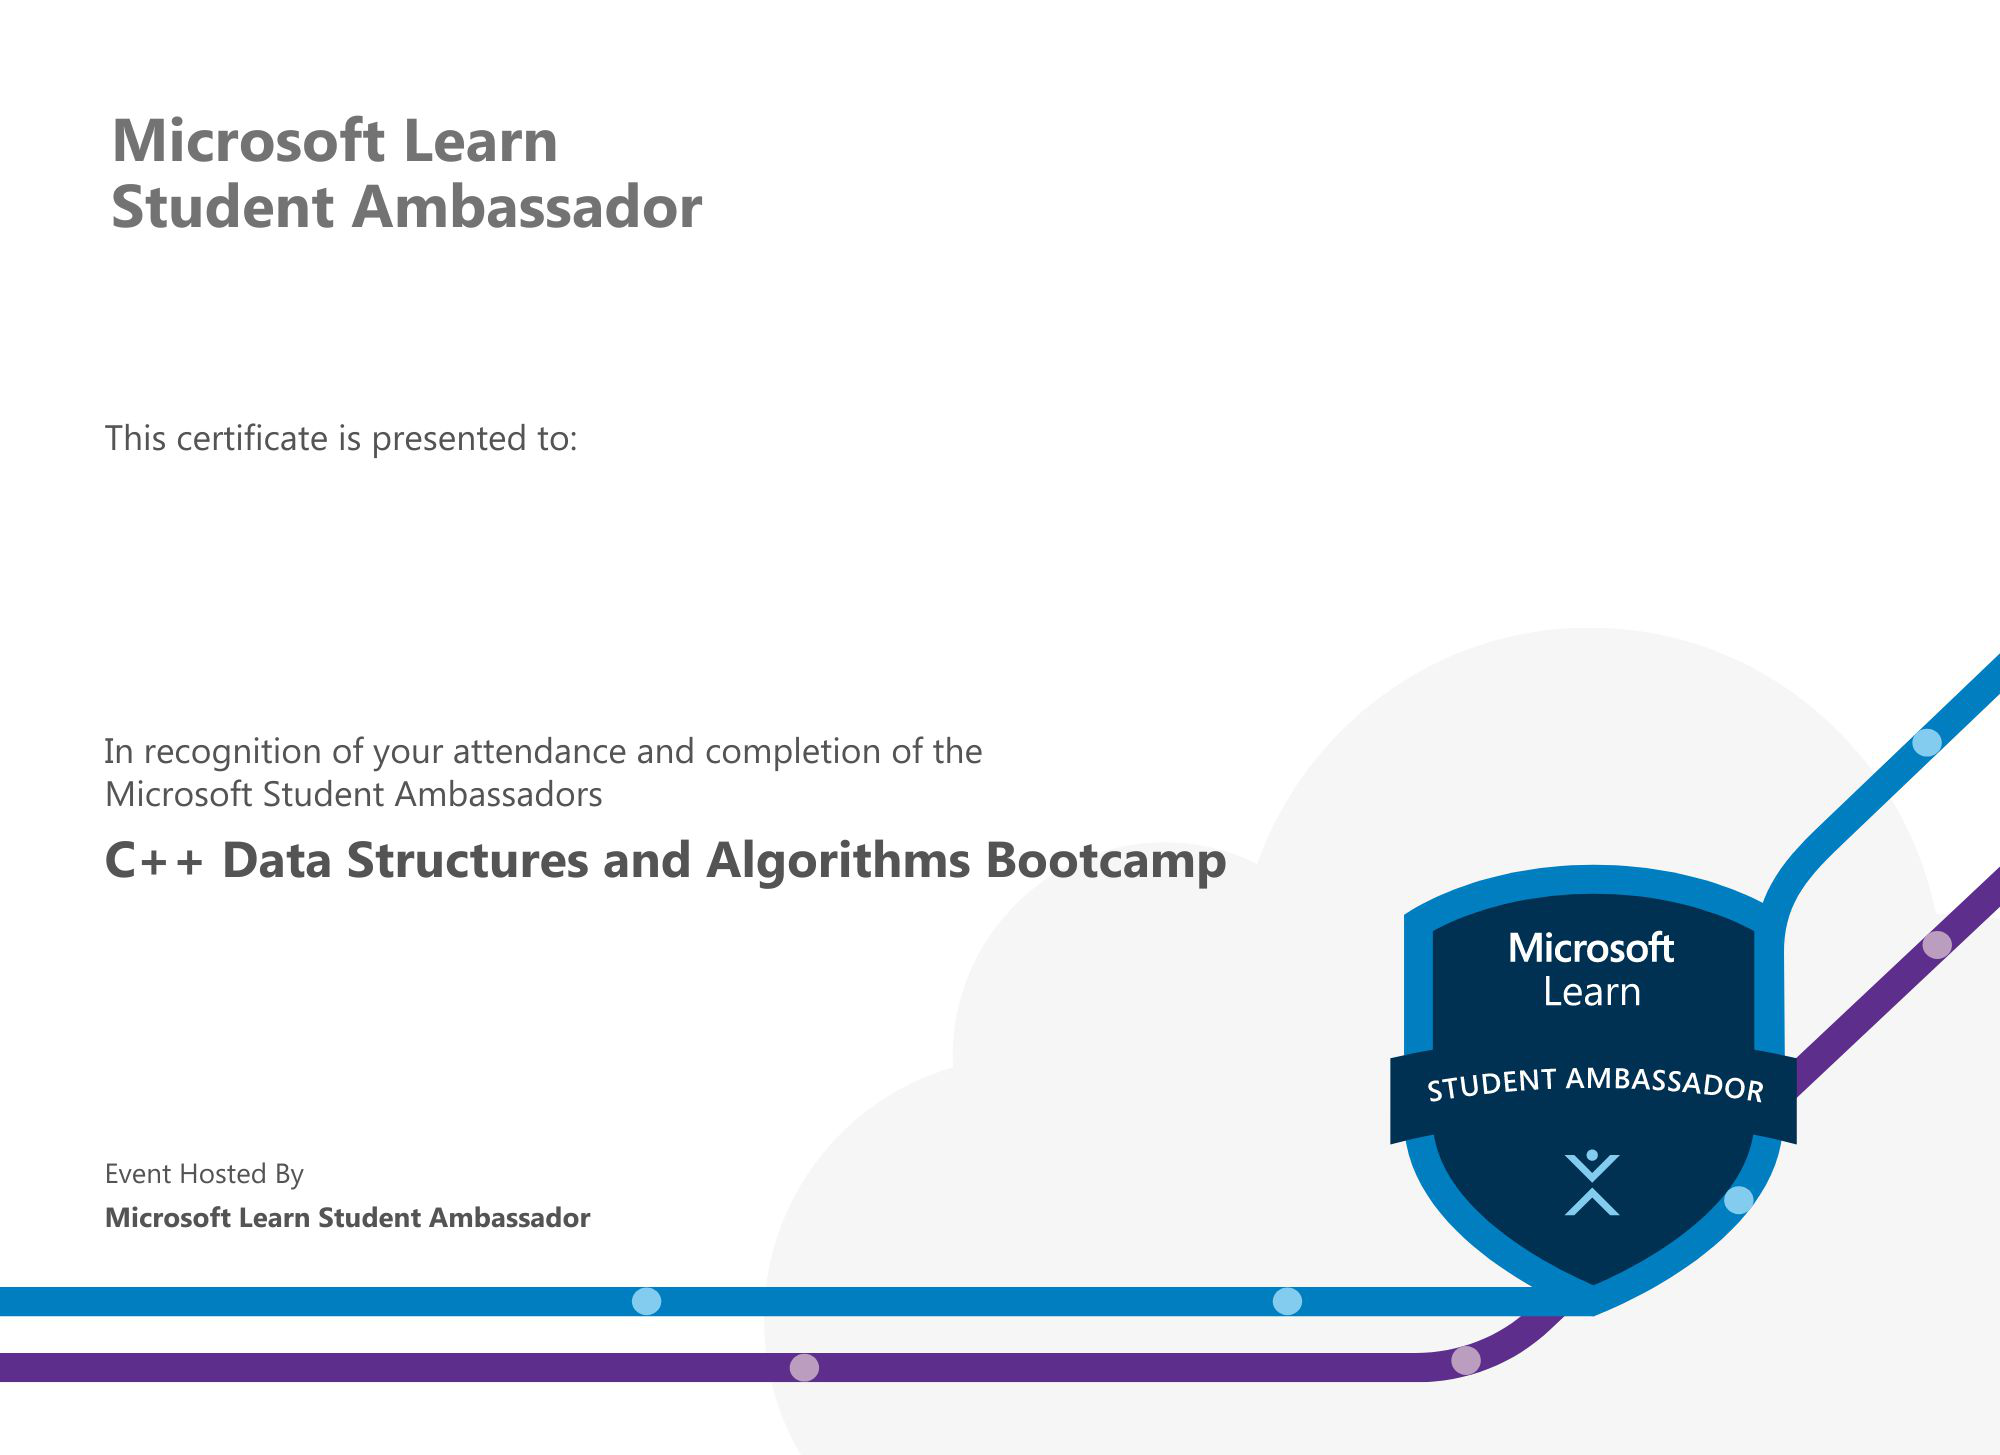 Microsoft Learn
Student Ambassador
This certificate is presented to:
In recognition of your attendance and completion of the
Microsoft Student Ambassadors
C++ Data Structures and Algorithms Bootcamp
Microsoft
Learn
STUDENT AMBASSADOR
Event Hosted By
Microsoft Learn Student Ambassador